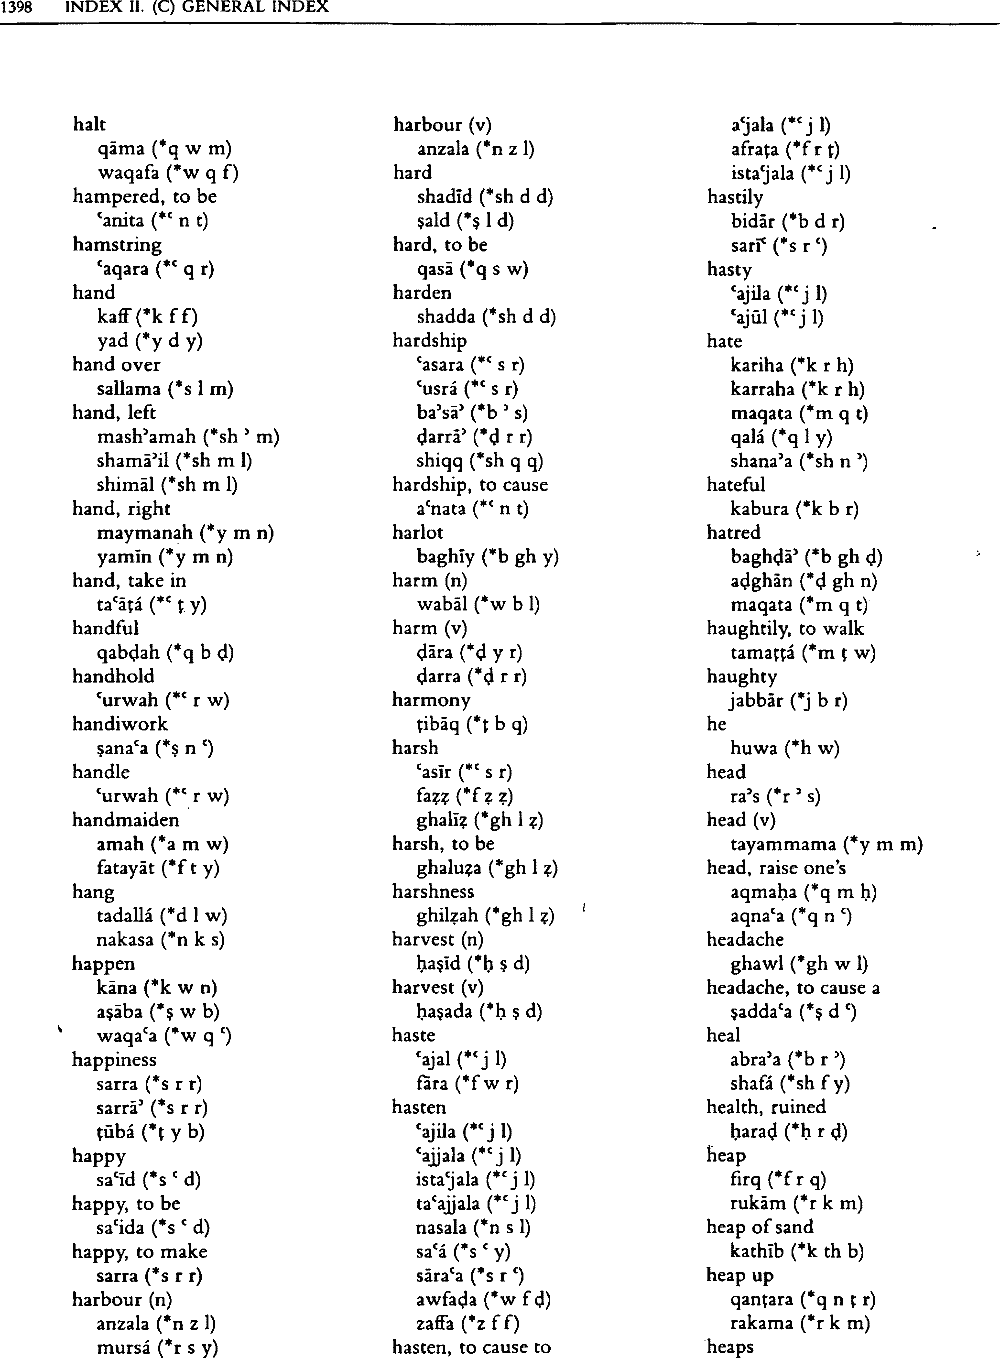 1398 INDEX II. (C) GENERAL INDEX
halt
qāma (*q w m)
waqafa (*w q f)
hampered, to be
ʿanita (*ʿ n t)
hamstring
ʿaqara (*ʿ q r)
hand
kaff (*k f f)
yad (*y d y)
hand over
sallama (*s l m)
hand, left
mashʾamah (*sh ʾ m)
shamāʾil (*sh m l)
shimāl (*sh m l)
hand, right
maymanah (*y m n)
yamīn (*y m n)
hand, take in
taʿāṭá (*ʿ ṭ y)
handful
qabḍah (*q b ḍ)
handhold
ʿurwah (*ʿ r w)
handiwork
ṣanaʿa (*ṣ n ʿ)
handle
ʿurwah (*ʿ r w)
handmaiden
amah (*a m w)
fatayāt (*f t y)
hang
tadallá (*d l w)
nakasa (*n k s)
happen
kāna (*k w n)
aṣāba (*ṣ w b)
waqaʿa (*w q ʿ)
happiness
sarra (*s r r)
sarrāʾ (*s r r)
ṭūbá (*ṭ y b)
happy
saʿīd (*s ʿ d)
happy, to be
saʿida (*s ʿ d)
happy, to make
sarra (*s r r)
harbour (n)
anzala (*n z l)
mursá (*r s y)
harbour (v)
anzala (*n z l)
hard
shadīd (*sh d d)
ṣald (*ṣ l d)
hard, to be
qasā (*q s w)
harden
shadda (*sh d d)
hardship
ʿasara (*ʿ s r)
ʿusrá (*ʿ s r)
baʾsāʾ (*b ʾ s)
ḍarrāʾ (*ḍ r r)
shiqq (*sh q q)
hardship, to cause
aʿnata (*ʿ n t)
harlot
baghīy (*b gh y)
harm (n)
wabāl (*w b l)
harm (v)
ḍāra (*ḍ y r)
ḍarra (*ḍ r r)
harmony
ṭibāq (*ṭ b q)
harsh
ʿasīr (*ʿ s r)
faẓẓ (*f ẓ ẓ)
ghalīẓ (*gh l ẓ)
harsh, to be
ghaluẓa (*gh l ẓ)
harshness
ghilẓah (*gh l ẓ)
harvest (n)
ḥaṣīd (*ḥ ṣ d)
harvest (v)
ḥaṣada (*ḥ ṣ d)
haste
ʿajal (*ʿ j l)
fāra (*f w r)
hasten
ʿajila (*ʿ j l)
ʿajjala (*ʿ j l)
istaʿjala (*ʿ j l)
taʿajjala (*ʿ j l)
nasala (*n s l)
saʿá (*s ʿ y)
sāraʿa (*s r ʿ)
awfaḍa (*w f ḍ)
zaffa (*z f f)
hasten, to cause to
aʿjala (*ʿ j l)
afraṭa (*f r ṭ)
istaʿjala (*ʿ j l)
hastily
bidār (*b d r)
sarīʿ (*s r ʿ)
hasty
ʿajila (*ʿ j l)
ʿajūl (*ʿ j l)
hate
kariha (*k r h)
karraha (*k r h)
maqata (*m q t)
qalá (*q l y)
shanaʾa (*sh n ʾ)
hateful
kabura (*k b r)
hatred
baghḍāʾ (*b gh ḍ)
aḍghān (*ḍ gh n)
maqata (*m q t)
haughtily, to walk
tamaṭṭá (*m ṭ w)
haughty
jabbār (*j b r)
he
huwa (*h w)
head
raʾs (*r ʾ s)
head (v)
tayammama (*y m m)
head, raise one's
aqmaḥa (*q m ḥ)
aqnaʿa (*q n ʿ)
headache
ghawl (*gh w l)
headache, to cause a
ṣaddaʿa (*ṣ d ʿ)
heal
abraʾa (*b r ʾ)
shafá (*sh f y)
health, ruined
ḥaraḍ (*ḥ r ḍ)
heap
firq (*f r q)
rukām (*r k m)
heap of sand
kathīb (*k th b)
heap up
qanṭara (*q n ṭ r)
rakama (*r k m)
heaps